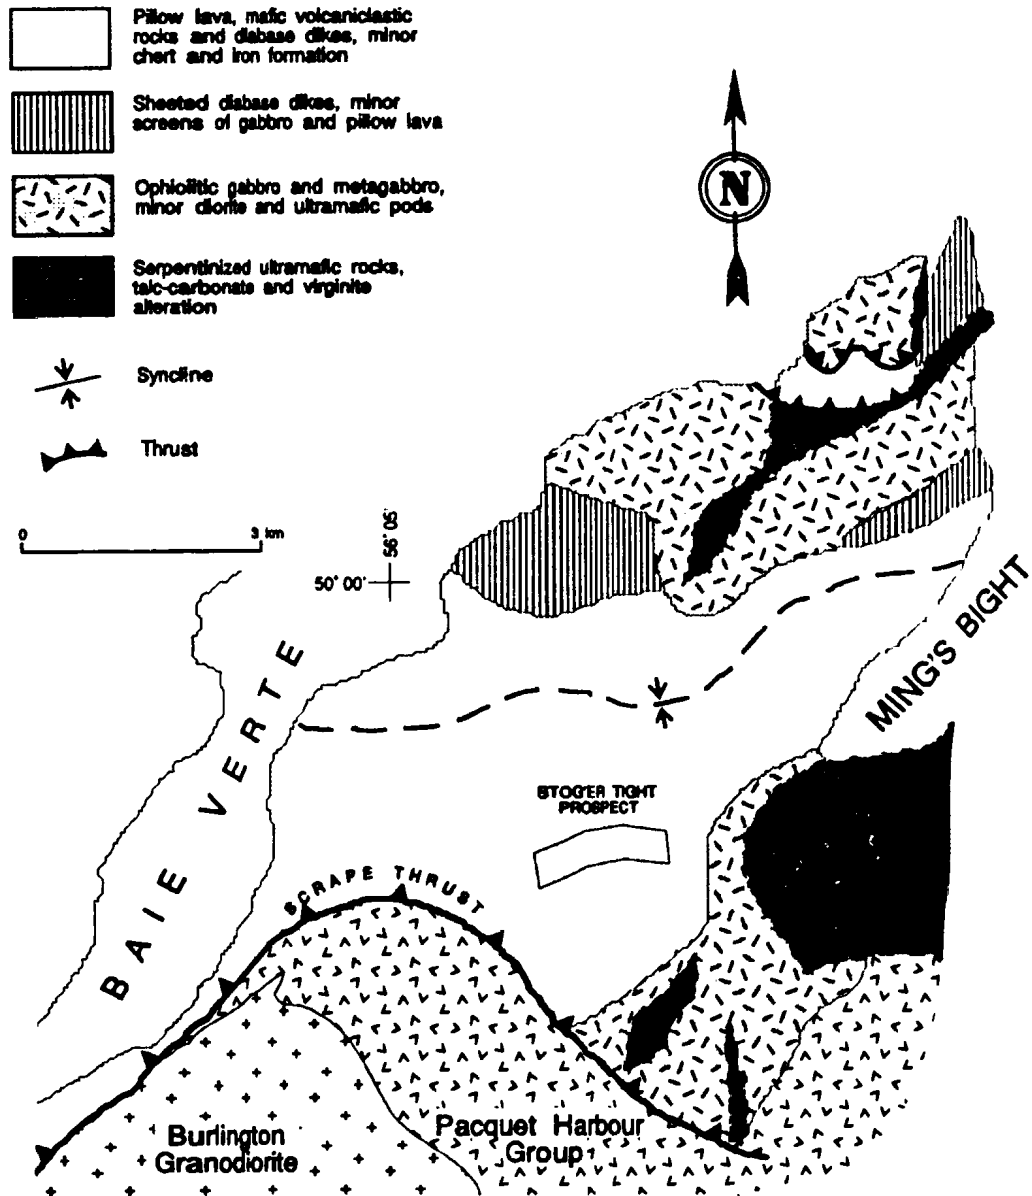 Pillow lava, mafic volcaniclastic
rocks and diabase dikes, minor
chert and iron formation
Sheeted diabase dikes, minor
screens of gabbro and pillow lava
Ophiolitic gabbro and metagabbro,
minor diorite and ultramafic pods
Serpentinized ultramafic rocks,
talc-carbonate and virginite
alteration
Syncline
Thrust
N
0 3 km
56° 05'
50° 00'
BAIE VERTE
MING'S BIGHT
STOG'ER TIGHT
PROSPECT
SCRAPE THRUST
Burlington
Granodiorite
Pacquet Harbour
Group